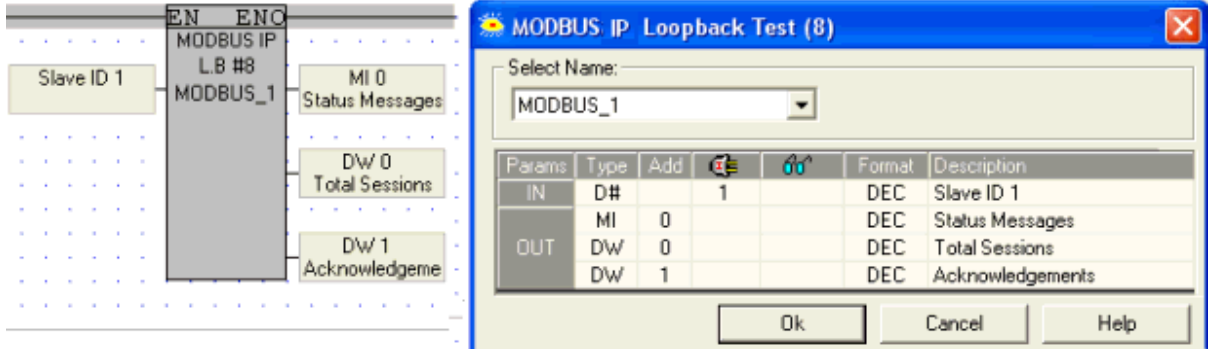 EN ENO
MODBUS IP
L.B #8
MODBUS_1
Slave ID 1
MI 0
Status Messages
DW 0
Total Sessions
DW 1
Acknowledgeme
MODBUS IP Loopback Test (8)
Select Name:
MODBUS_1
Params Type Add Format Description
IN D# 1 DEC Slave ID 1
OUT
MI 0 DEC Status Messages
DW 0 DEC Total Sessions
DW 1 DEC Acknowledgements
Ok Cancel Help